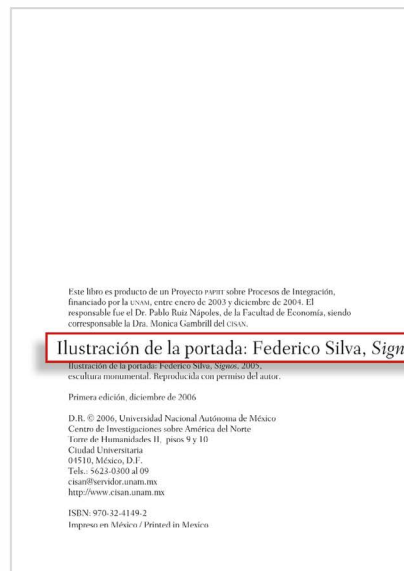 Este libro es producto de un Proyecto PAPIIT sobre Procesos de Integración,
financiado por la UNAM, entre enero de 2003 y diciembre de 2004. El
responsable fue el Dr. Pablo Ruiz Nápoles, de la Facultad de Economía, siendo
corresponsable la Dra. Monica Gambrill del CISAN.
Ilustración de la portada: Federico Silva, Sign
Ilustración de la portada: Federico Silva, Signos, 2005,
escultura monumental. Reproducida con permiso del autor.
Primera edición, diciembre de 2006
D.R. © 2006, Universidad Nacional Autónoma de México
Centro de Investigaciones sobre América del Norte
Torre de Humanidades II, pisos 9 y 10
Ciudad Universitaria
04510, México, D.F.
Tels.: 5623-0300 al 09
cisan@servidor.unam.mx
http://www.cisan.unam.mx
ISBN: 970-32-4149-2
Impreso en México / Printed in Mexico